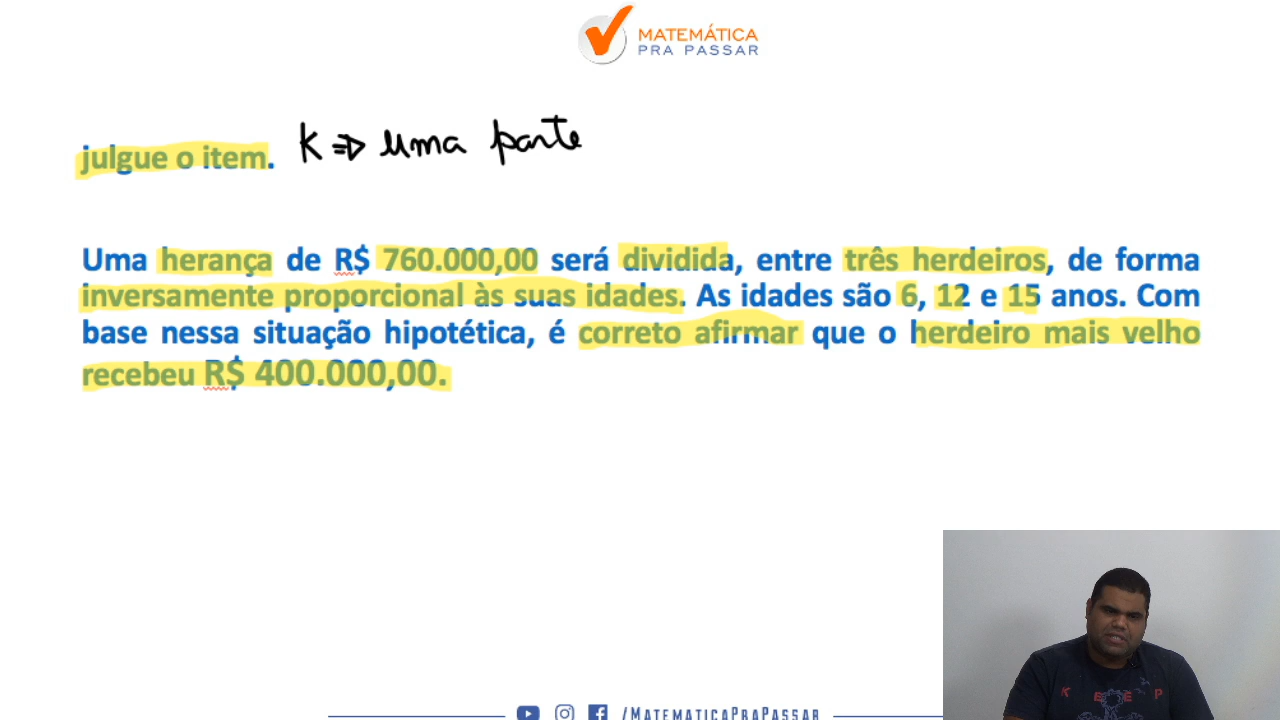 MATEMÁTICA
PRA PASSAR
julgue o item. K ⇒ uma parte
Uma herança de R$ 760.000,00 será dividida, entre três herdeiros, de forma
inversamente proporcional às suas idades. As idades são 6, 12 e 15 anos. Com
base nessa situação hipotética, é correto afirmar que o herdeiro mais velho
recebeu R$ 400.000,00.
K E E P
/MATEMATICAPRAPASSAR